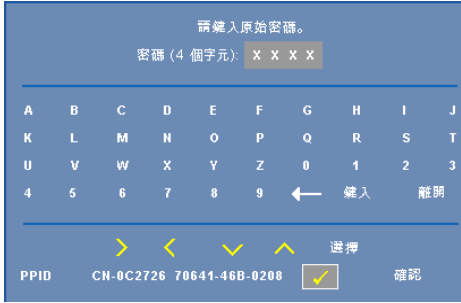 請鍵入原始密碼。
密碼 (4 個字元): X X X X
A B C D E F G H I J
K L M N O P Q R S T
U V W X Y Z 0 1 2 3
4 5 6 7 8 9 ← 鍵入 離開
> < ∨ ∧ 選擇
PPID CN-0C2726 70641-46B-0208 ✓ 確認